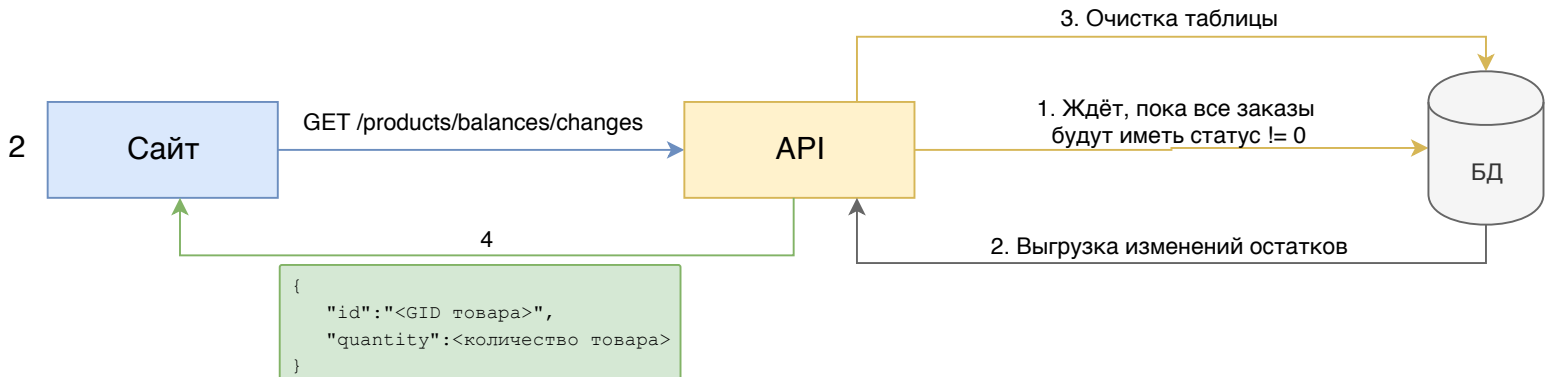 3. Очистка таблицы
2
Сайт
GET /products/balances/changes
API
1. Ждёт, пока все заказы
будут иметь статус != 0
БД
4
2. Выгрузка изменений остатков
{
"id":"<GID товара>",
"quantity":<количество товара>
}